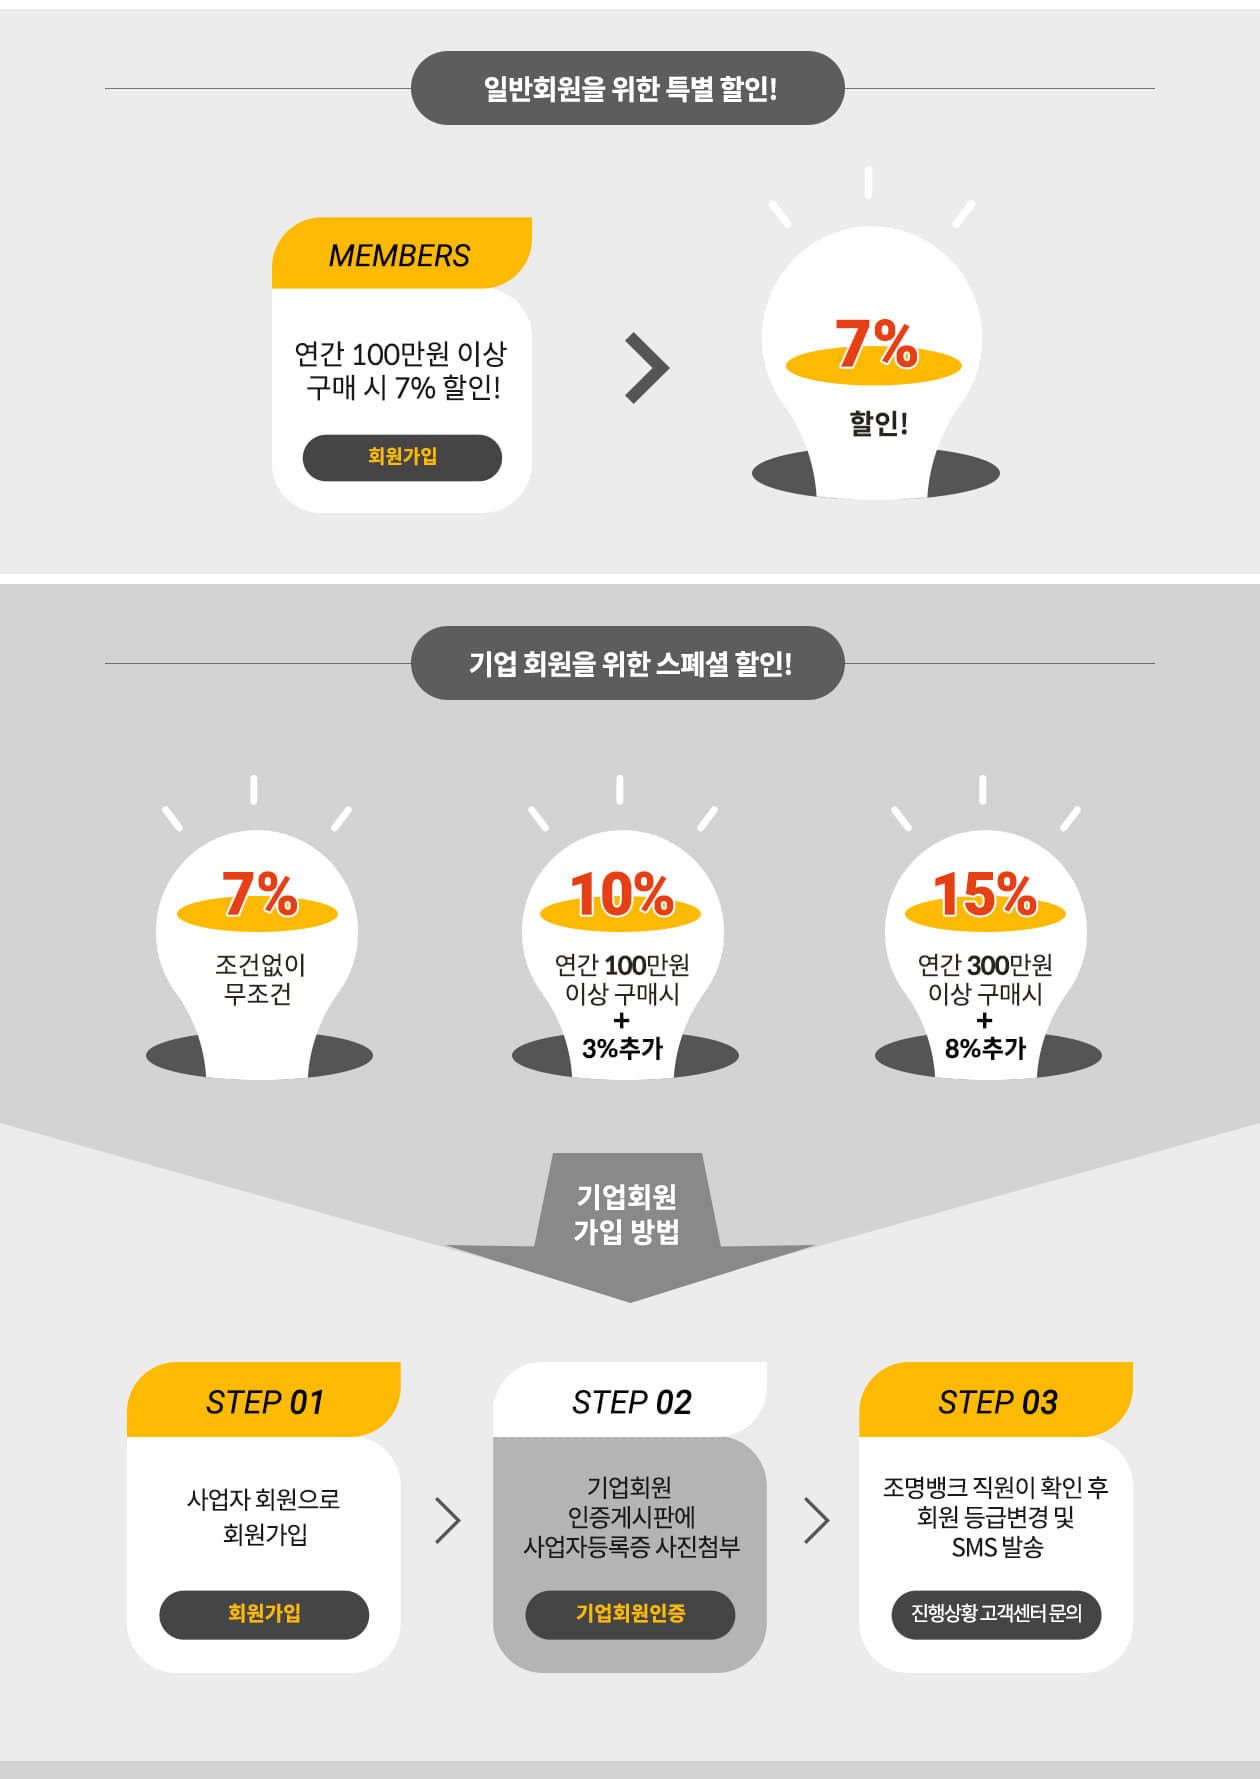 일반회원을 위한 특별 할인!
MEMBERS
연간 100만원 이상
구매 시 7% 할인!
회원가입
7%
할인!
기업 회원을 위한 스폐셜 할인!
7%
조건없이
무조건
10%
연간 100만원
이상 구매시
+
3%추가
15%
연간 300만원
이상 구매시
+
8%추가
기업회원
가입 방법
STEP 01
사업자 회원으로
회원가입
회원가입
STEP 02
기업회원
인증게시판에
사업자등록증 사진첨부
기업회원인증
STEP 03
조명뱅크 직원이 확인 후
회원 등급변경 및
SMS 발송
진행상황 고객센터 문의